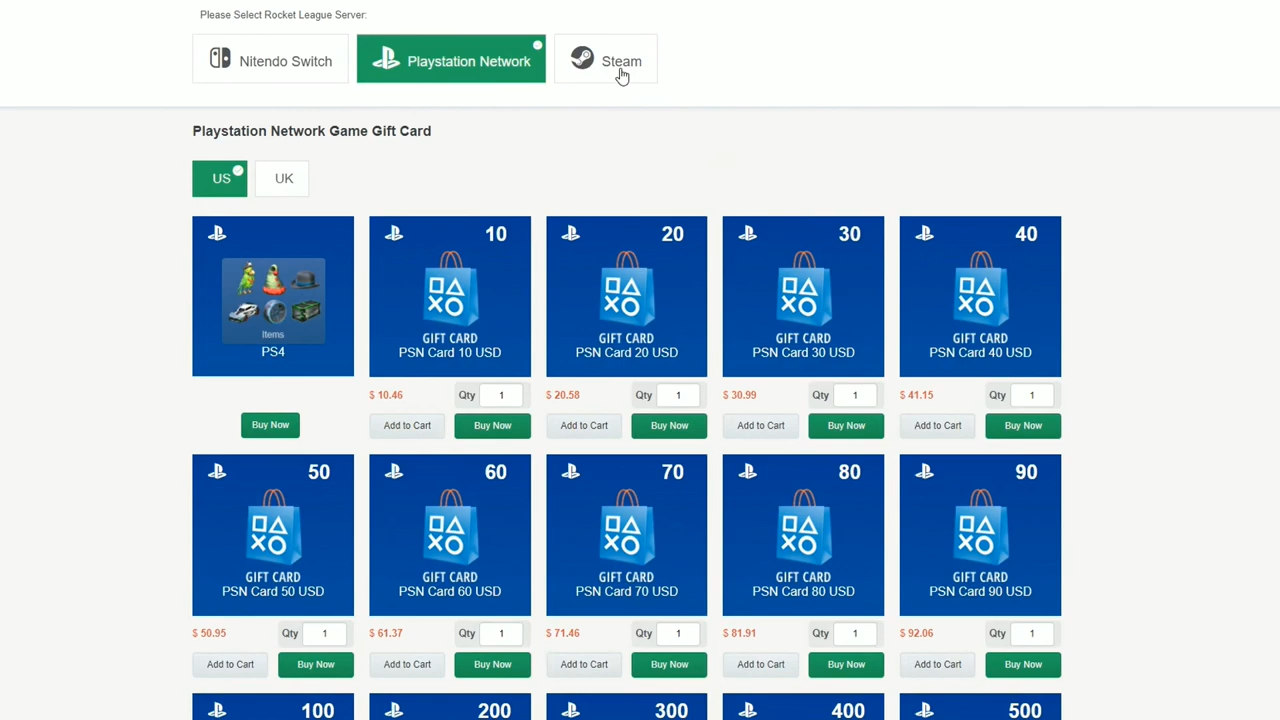 Please Select Rocket League Server:
Nitendo Switch
Playstation Network
Steam
Playstation Network Game Gift Card
US
UK
Items
PS4
10
GIFT CARD
PSN Card 10 USD
20
GIFT CARD
PSN Card 20 USD
30
GIFT CARD
PSN Card 30 USD
40
GIFT CARD
PSN Card 40 USD
Buy Now
$ 10.46
Qty 1
Add to Cart
Buy Now
$ 20.58
Qty 1
Add to Cart
Buy Now
$ 30.99
Qty 1
Add to Cart
Buy Now
$ 41.15
Qty 1
Add to Cart
Buy Now
50
GIFT CARD
PSN Card 50 USD
60
GIFT CARD
PSN Card 60 USD
70
GIFT CARD
PSN Card 70 USD
80
GIFT CARD
PSN Card 80 USD
90
GIFT CARD
PSN Card 90 USD
$ 50.95
Qty 1
Add to Cart
Buy Now
$ 61.37
Qty 1
Add to Cart
Buy Now
$ 71.46
Qty 1
Add to Cart
Buy Now
$ 81.91
Qty 1
Add to Cart
Buy Now
$ 92.06
Qty 1
Add to Cart
Buy Now
100
200
300
400
500